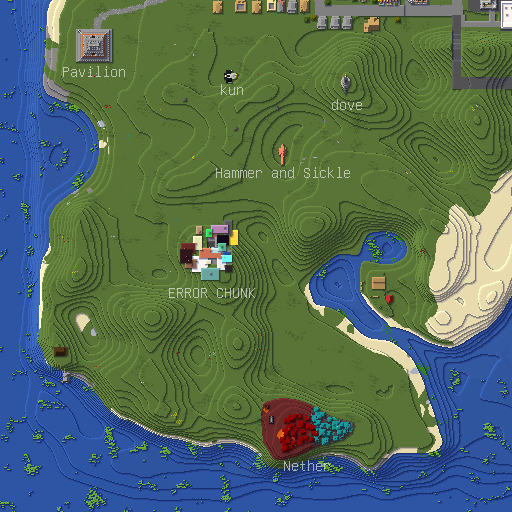 Pavilion
kun
dove
Hammer and Sickle
ERROR CHUNK
Nether